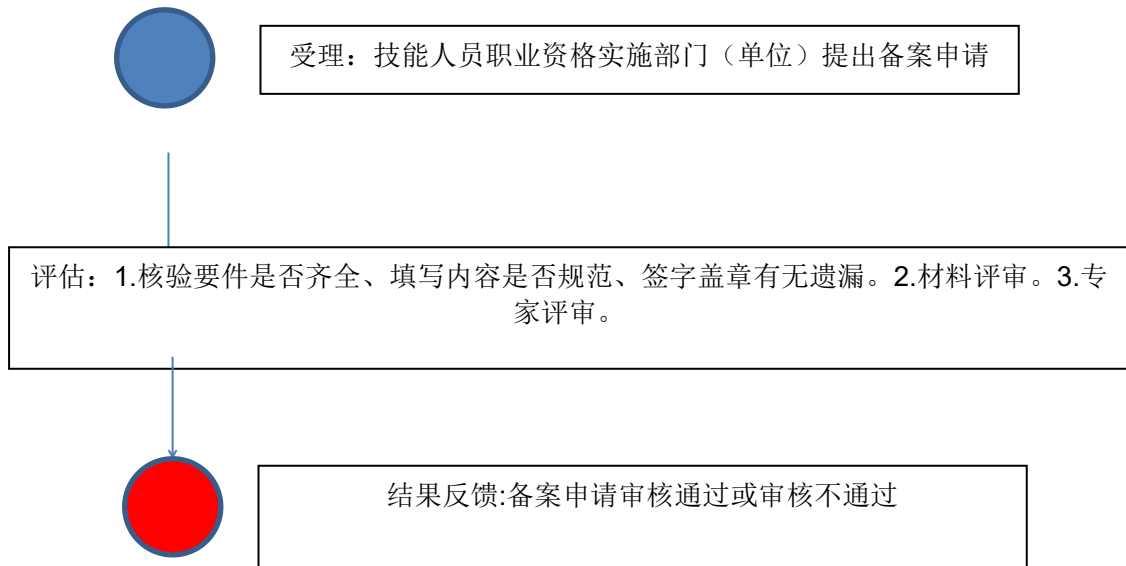 受理：技能人员职业资格实施部门（单位）提出备案申请
评估：1.核验要件是否齐全、填写内容是否规范、签字盖章有无遗漏。2.材料评审。3.专
家评审。
结果反馈:备案申请审核通过或审核不通过